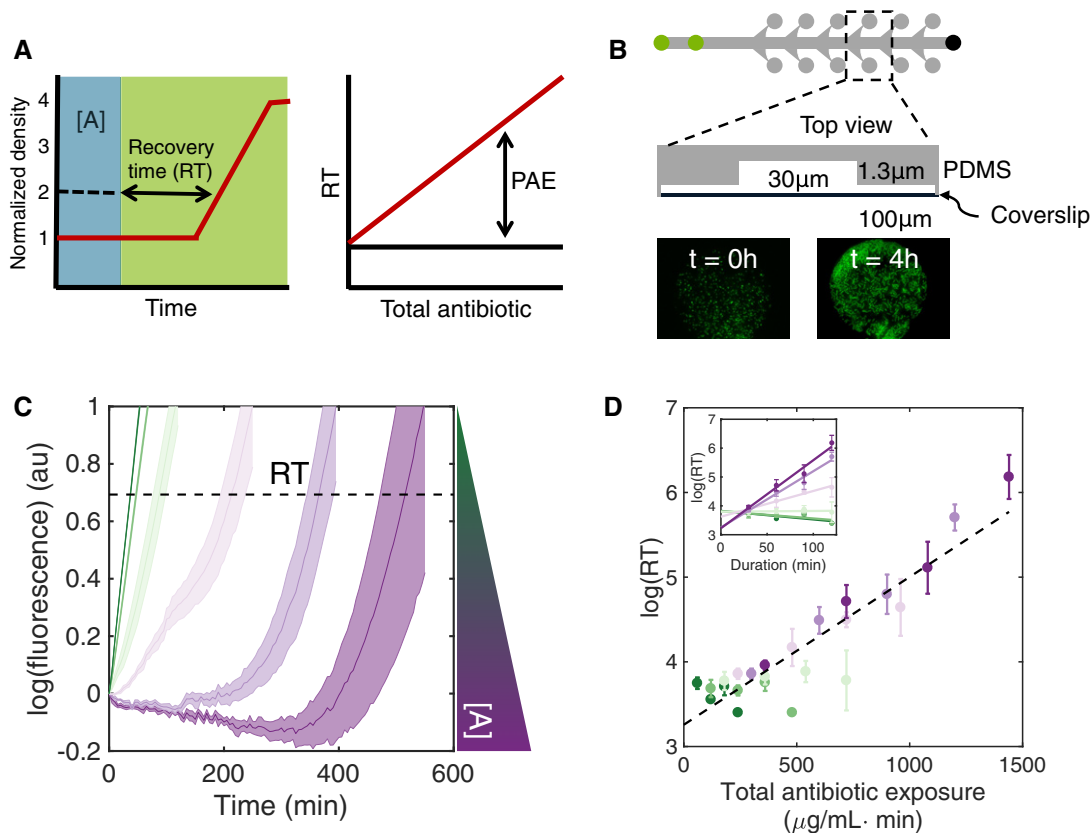 A
4
3
2
1
Normalized density
[A]
Recovery
time (RT)
Time
RT
PAE
Total antibiotic
B
Top view
30µm
1.3µm
PDMS
100µm
Coverslip
t = 0h
t = 4h
C
1
0.8
0.6
0.4
0.2
0
-0.2
log(fluorescence) (au)
RT
0
200
400
600
Time (min)
[A]
D
7
6
5
4
3
log(RT)
0
500
1000
1500
Total antibiotic exposure
(µg/mL· min)
7
6
5
4
3
log(RT)
0
50
100
Duration (min)